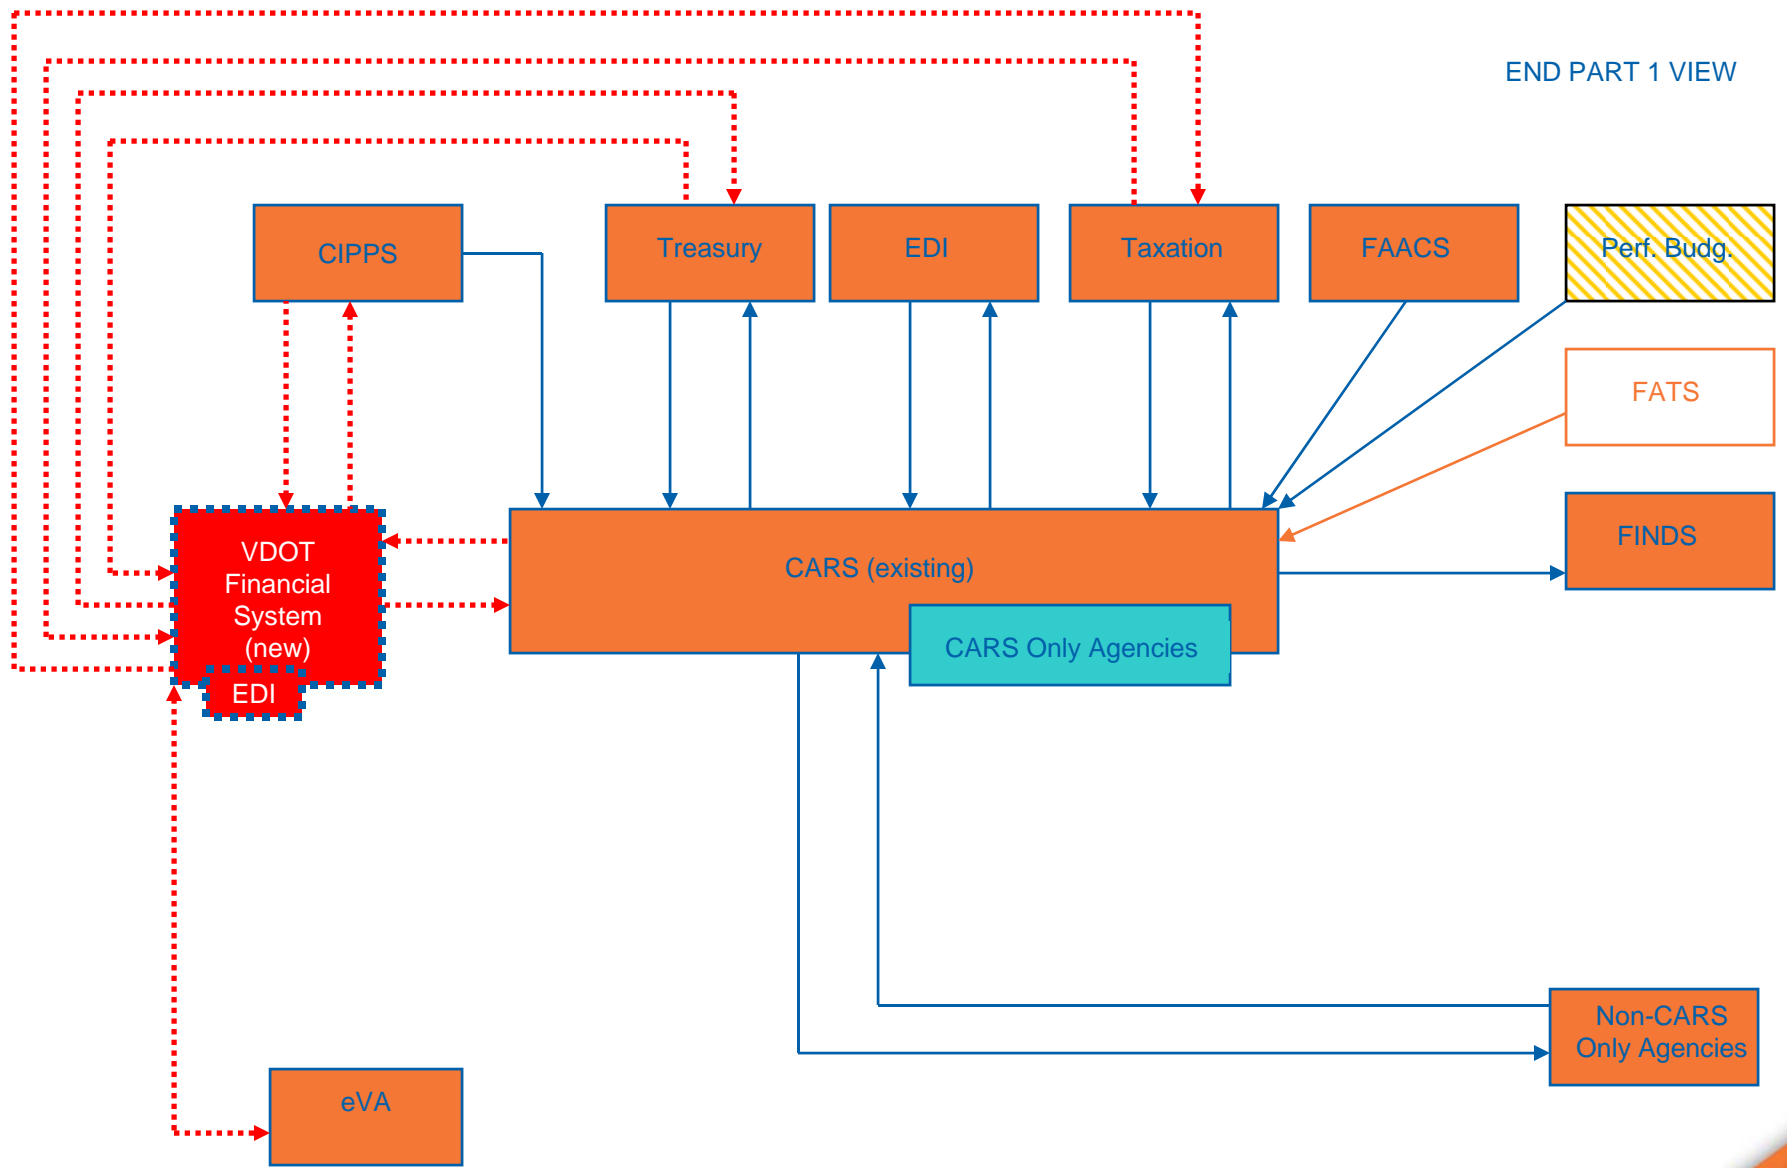 END PART 1 VIEW
CIPPS
Treasury
EDI
Taxation
FAACS
Perf. Budg.
FATS
FINDS
VDOT
Financial
System
(new)
EDI
CARS (existing)
CARS Only Agencies
Non-CARS
Only Agencies
eVA